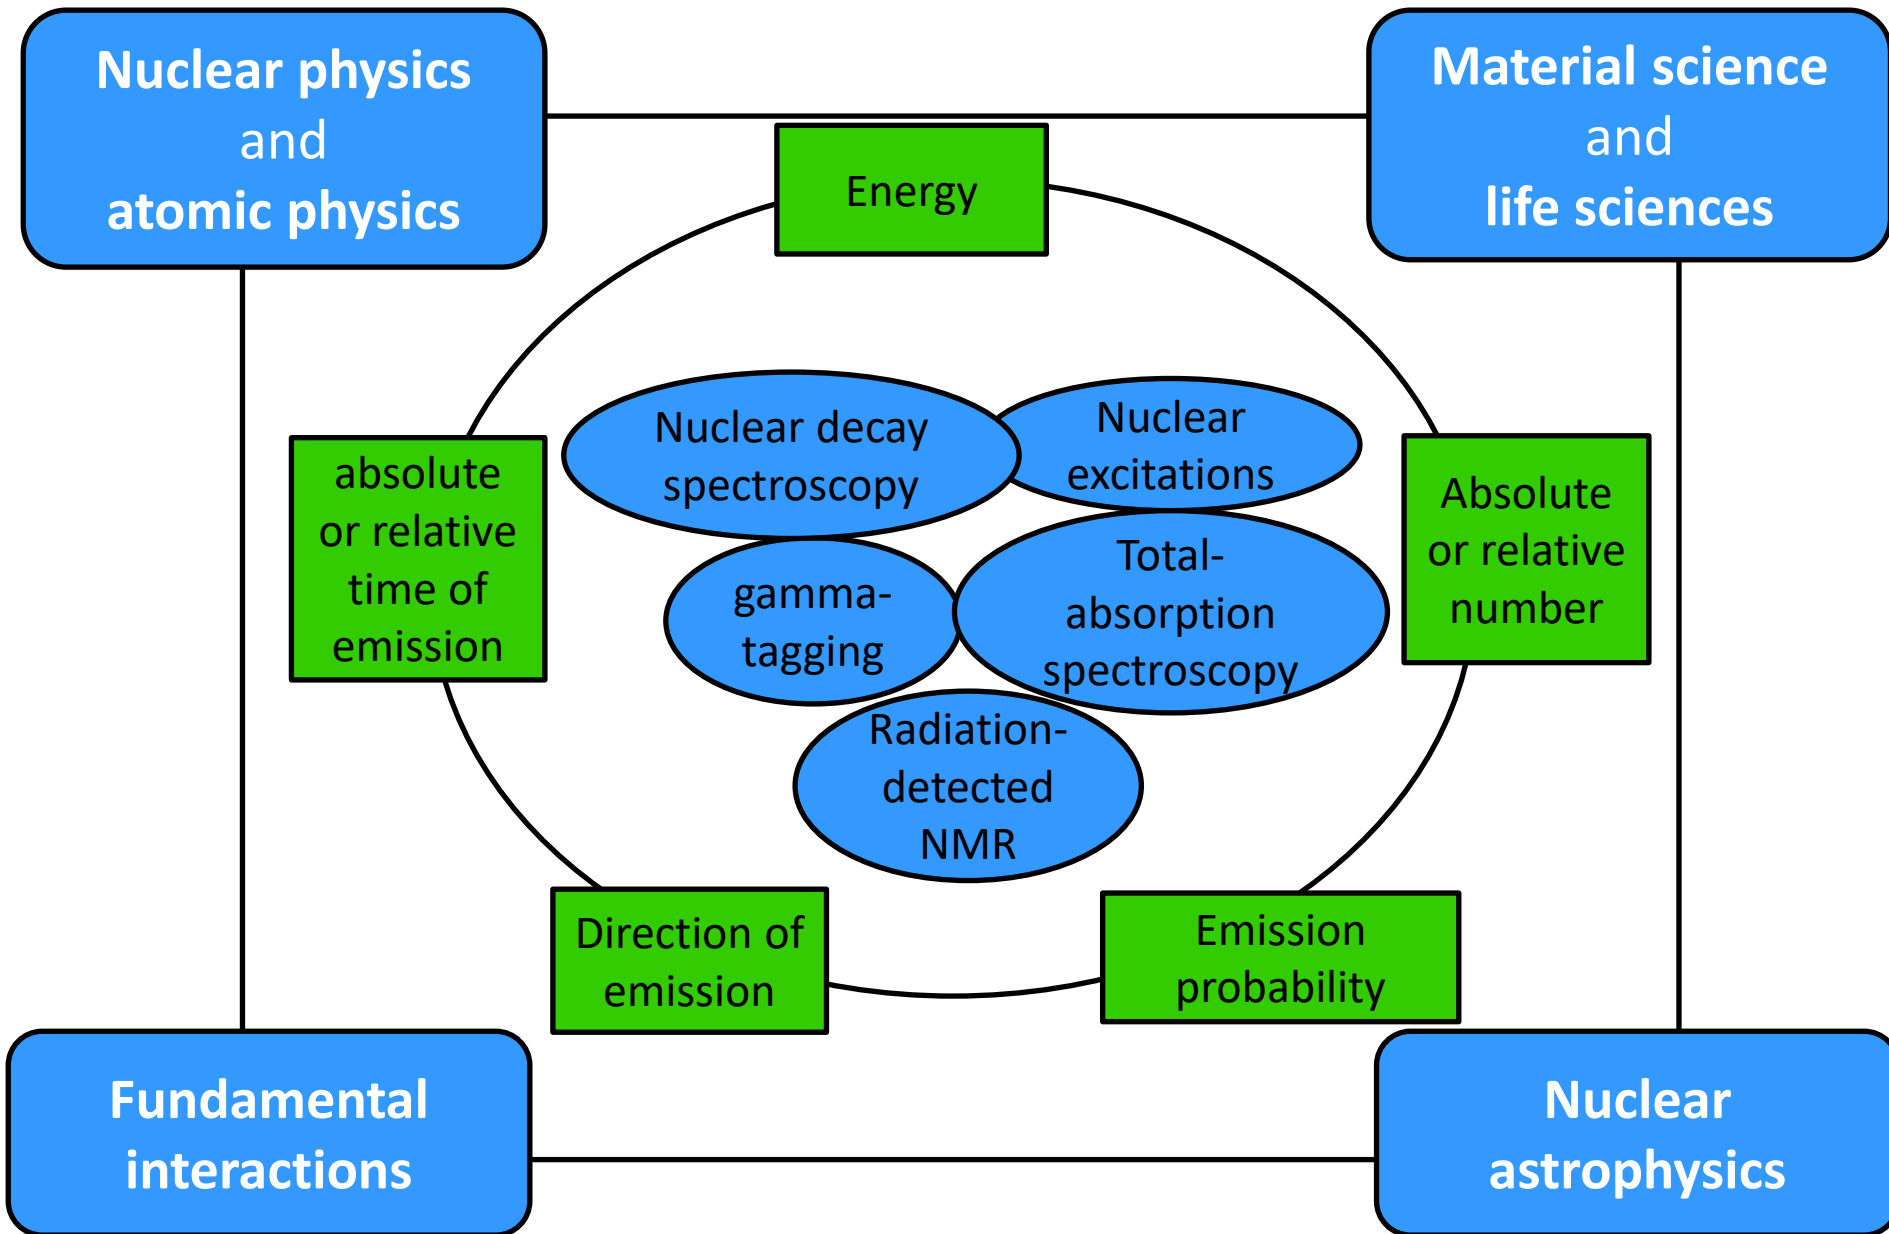 Nuclear physics
and
atomic physics
Material science
and
life sciences
Energy
Nuclear decay
spectroscopy
Nuclear
excitations
absolute
or relative
time of
emission
Absolute
or relative
number
gamma-
tagging
Total-
absorption
spectroscopy
Radiation-
detected
NMR
Direction of
emission
Emission
probability
Fundamental
interactions
Nuclear
astrophysics